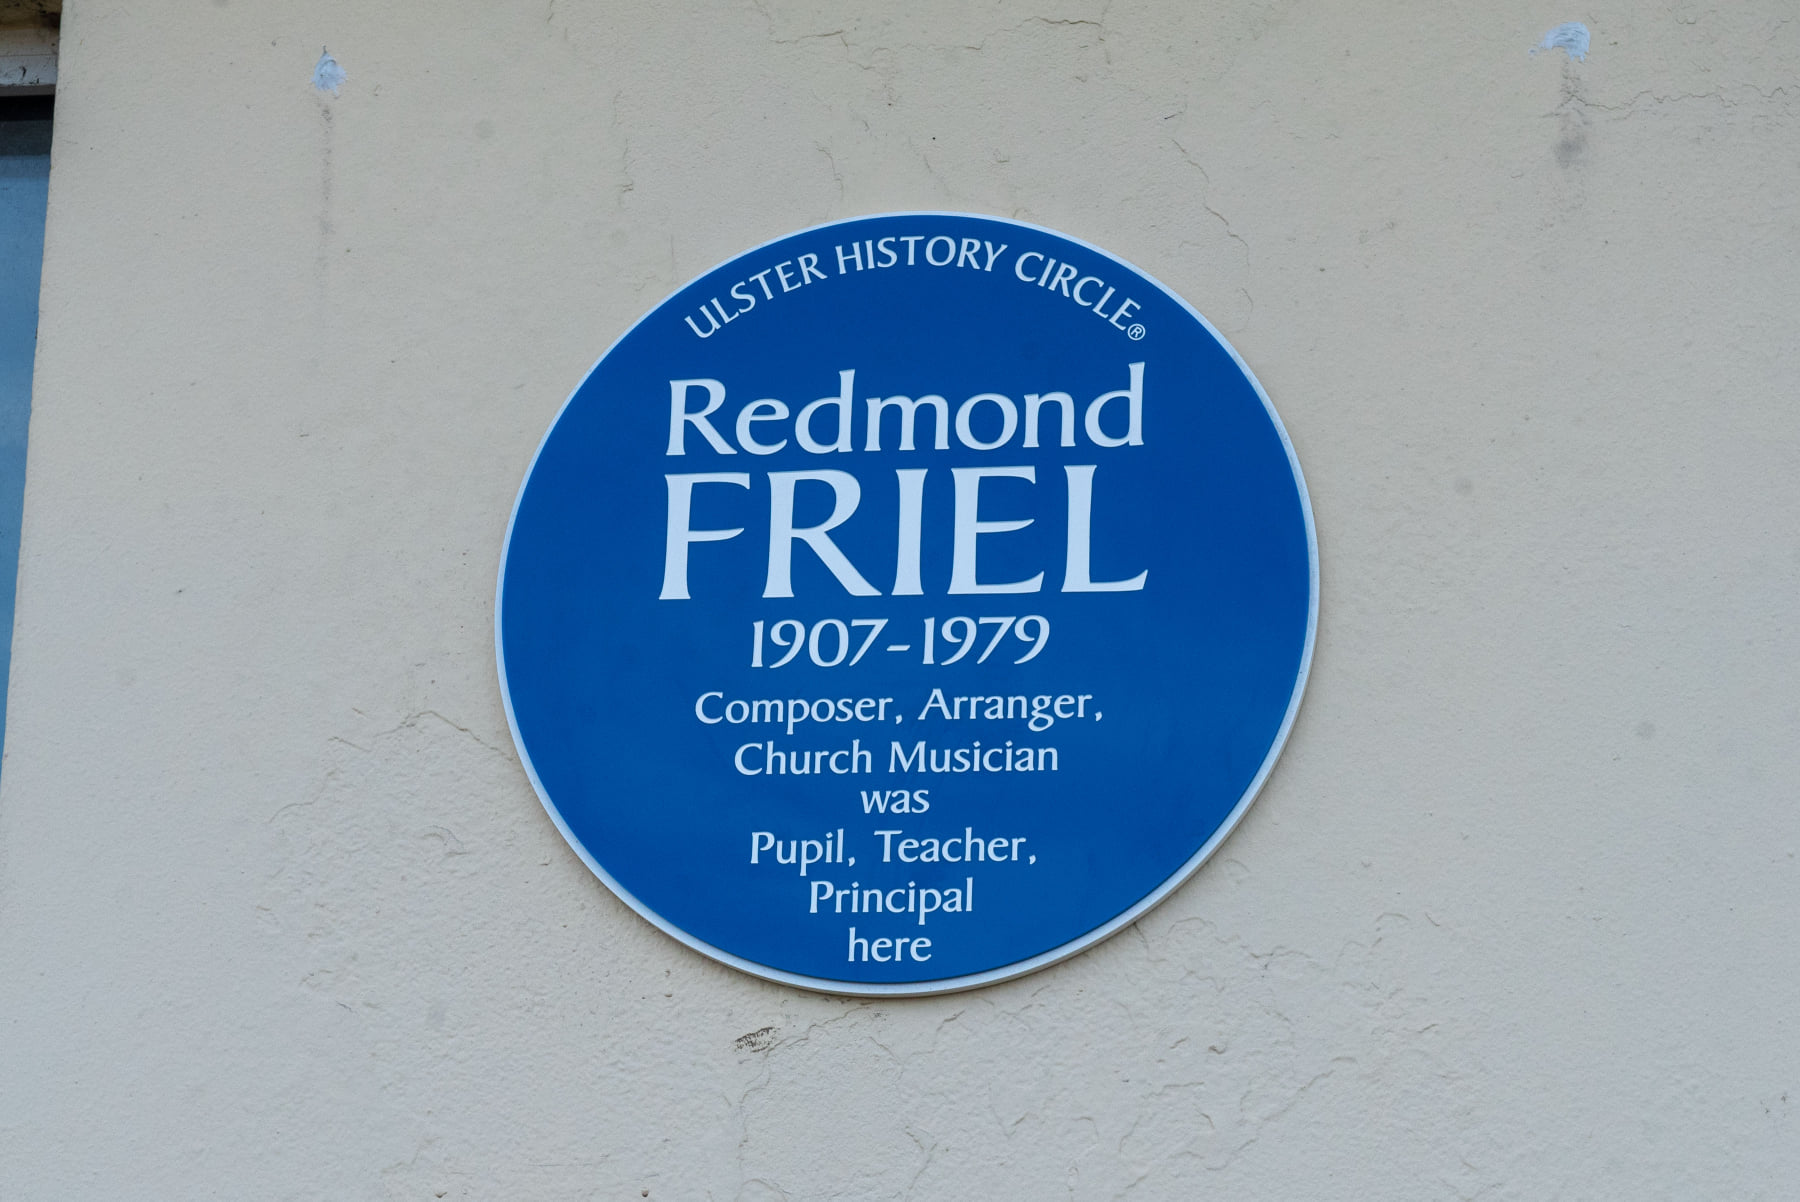 ULSTER HISTORY CIRCLE®
Redmond
FRIEL
1907-1979
Composer, Arranger,
Church Musician
was
Pupil, Teacher,
Principal
here